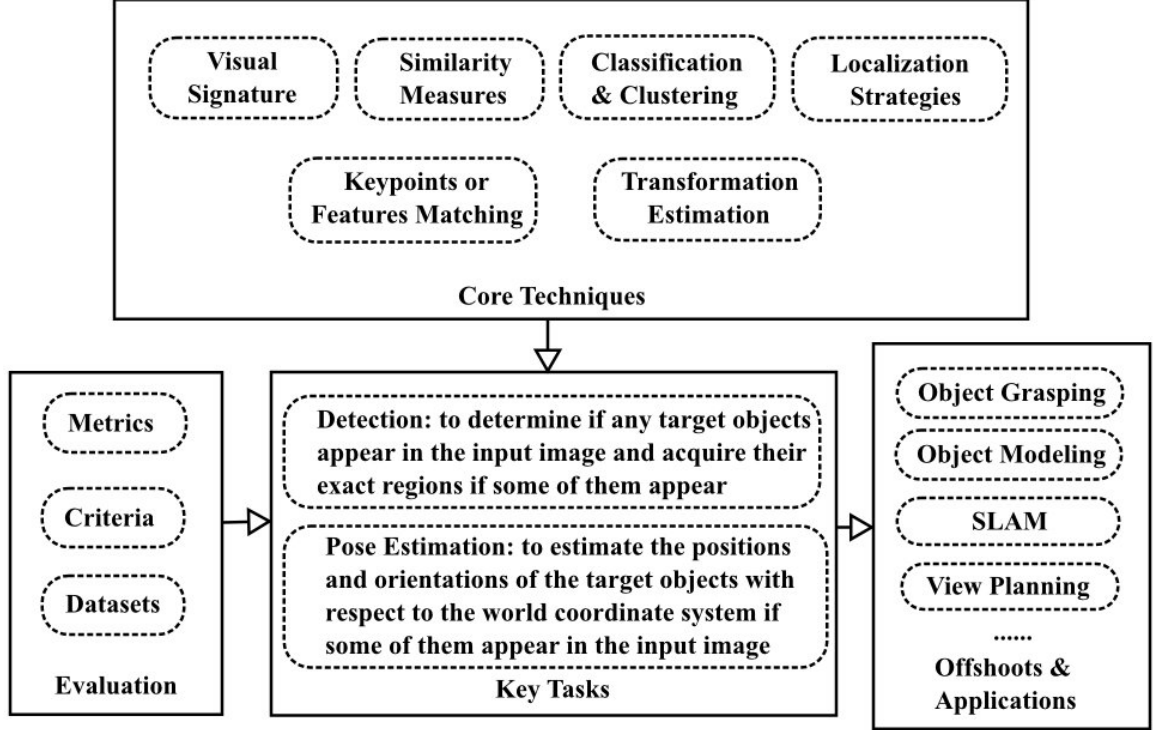 Visual
Signature
Similarity
Measures
Classification
& Clustering
Localization
Strategies
Keypoints or
Features Matching
Transformation
Estimation
Core Techniques
Metrics
Criteria
Datasets
Evaluation
Detection: to determine if any target objects
appear in the input image and acquire their
exact regions if some of them appear
Pose Estimation: to estimate the positions
and orientations of the target objects with
respect to the world coordinate system if
some of them appear in the input image
Key Tasks
Object Grasping
Object Modeling
SLAM
View Planning
......
Offshoots &
Applications